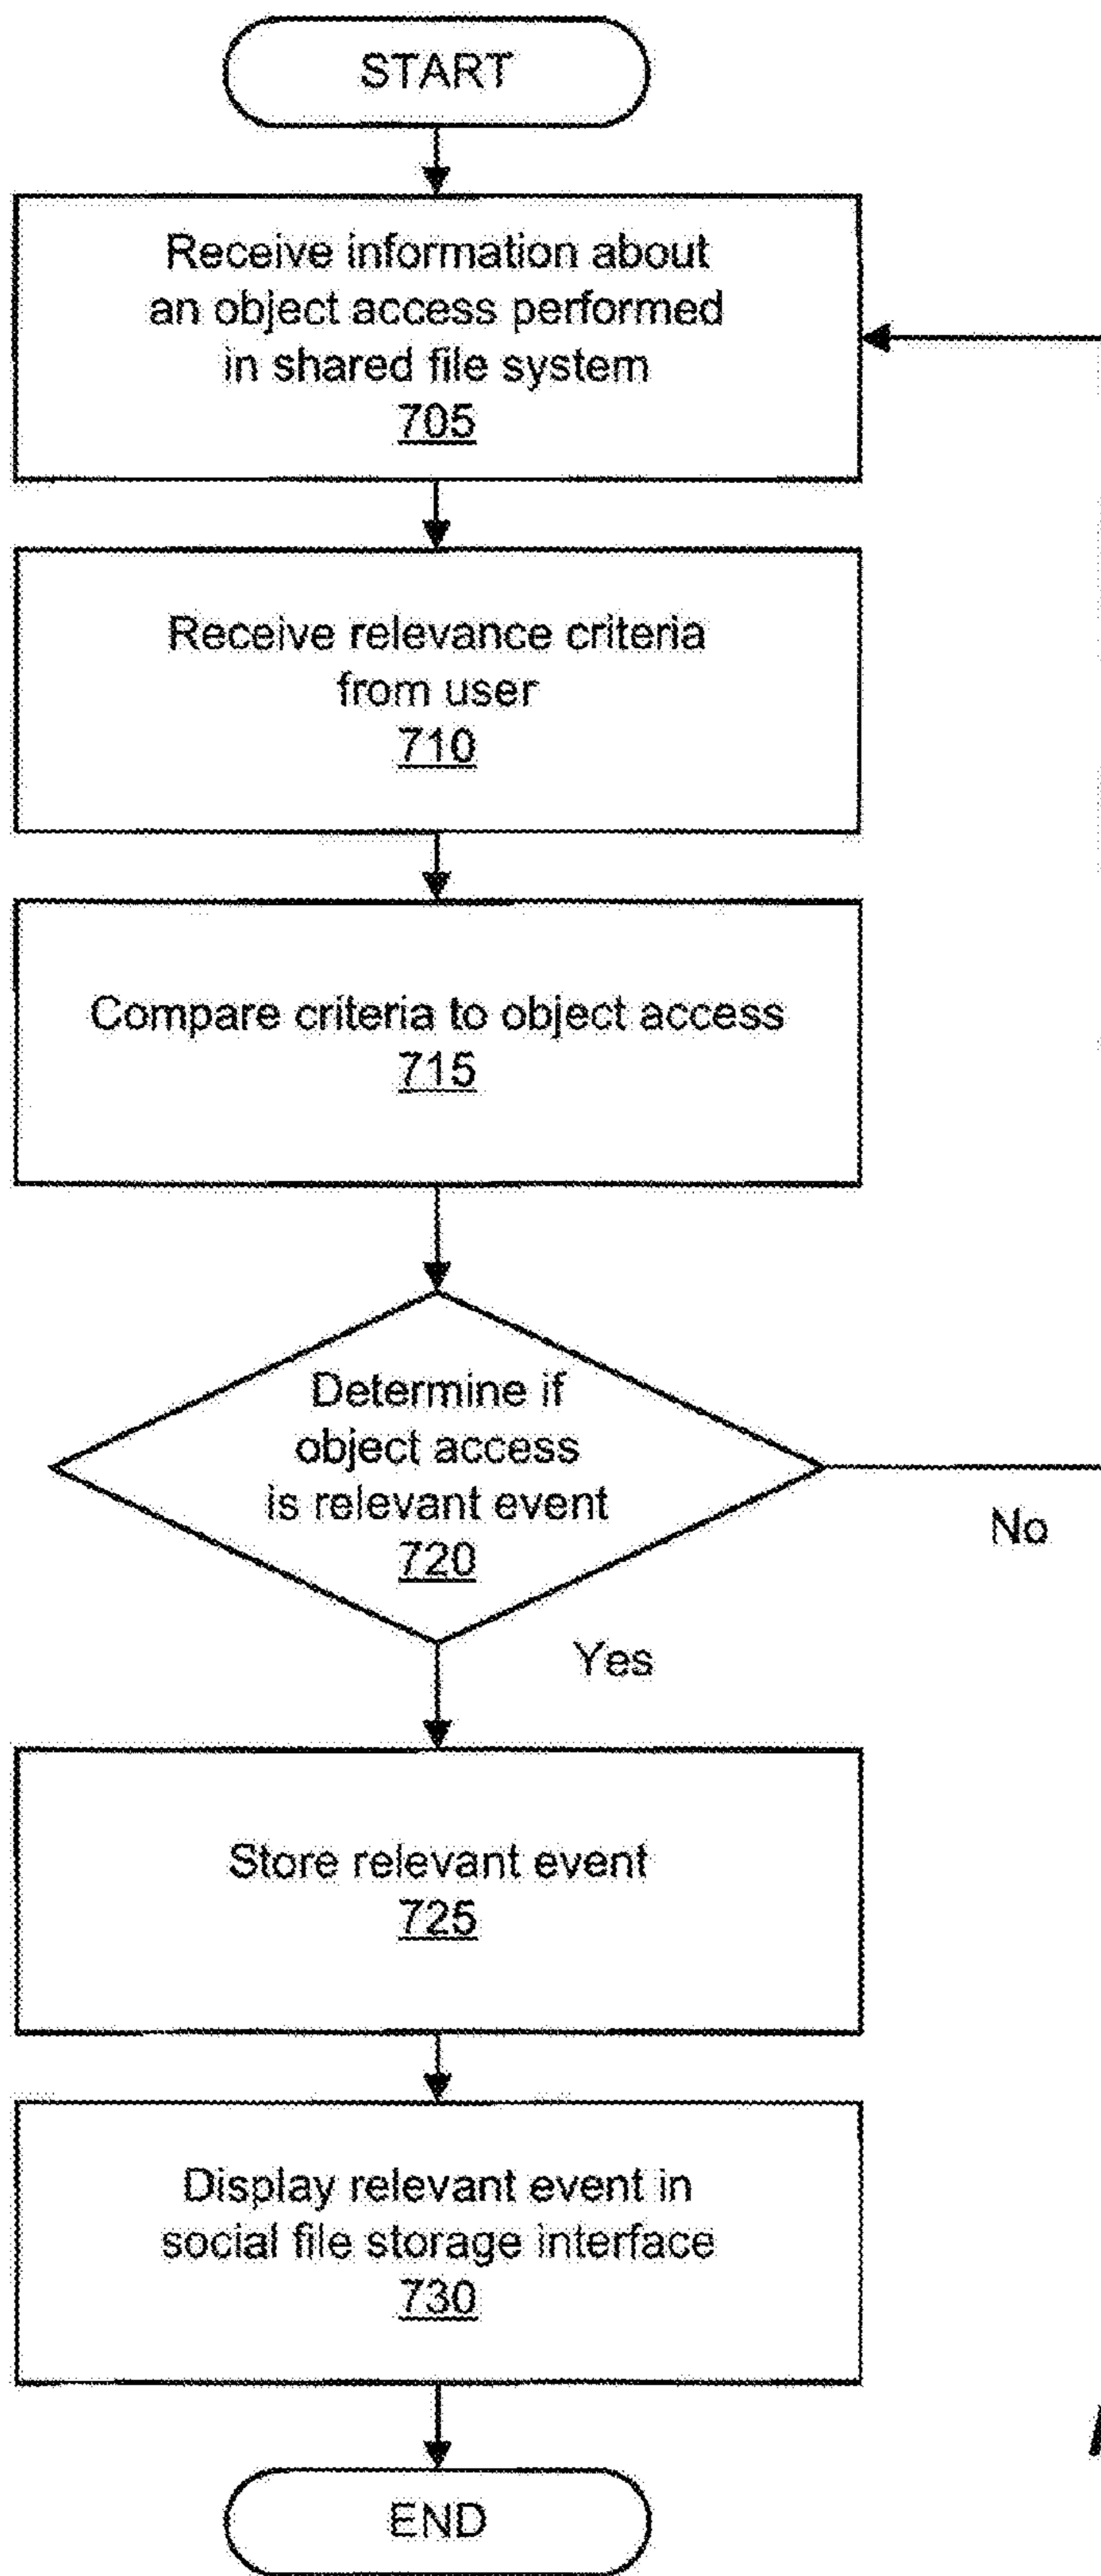 START
Receive information about
an object access performed
in shared file system
705
Receive relevance criteria
from user
710
Compare criteria to object access
715
Determine if
object access
is relevant event
720
No
Yes
Store relevant event
725
Display relevant event in
social file storage interface
730
END